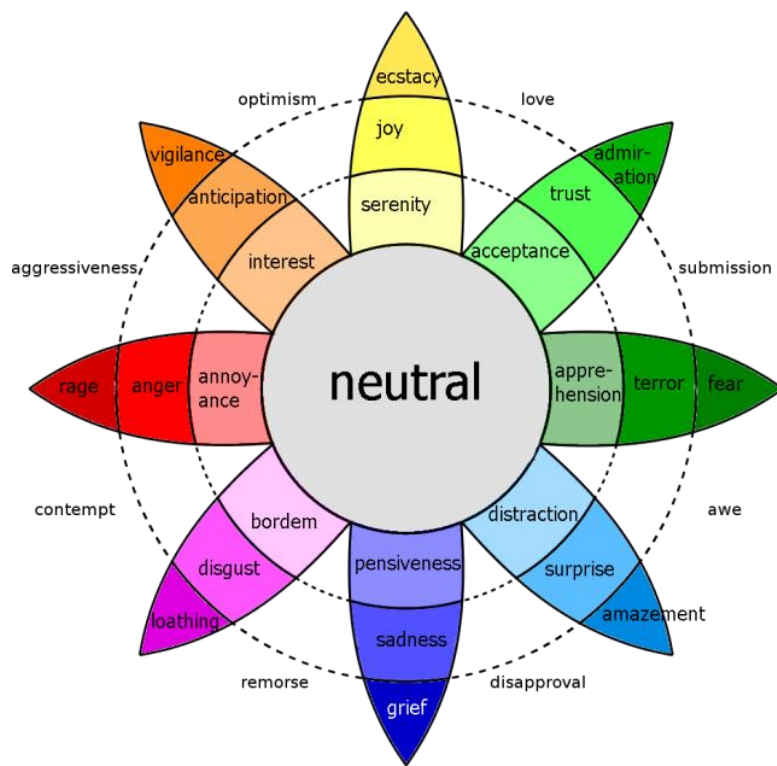 ecstacy
optimism
love
joy
vigilance
admir-
ation
anticipation
trust
serenity
acceptance
interest
aggressiveness
submission
neutral
rage
anger
annoy-
ance
appre-
hension
terror
fear
contempt
awe
bordem
distraction
pensiveness
disgust
surprise
loathing
amazement
sadness
remorse
disapproval
grief